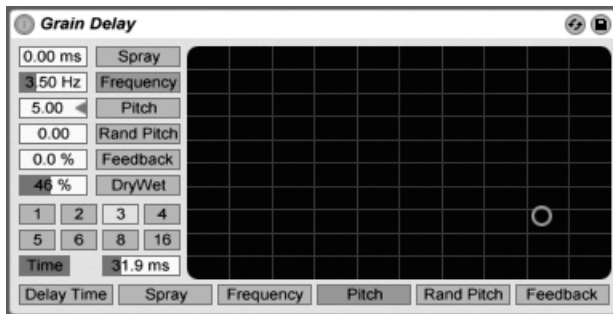 Grain Delay
0.00 ms Spray
3.50 Hz Frequency
5.00 Pitch
0.00 Rand Pitch
0.0 % Feedback
46 % DryWet
1 2 3 4
5 6 8 16
Time 31.9 ms
Delay Time Spray Frequency Pitch Rand Pitch Feedback